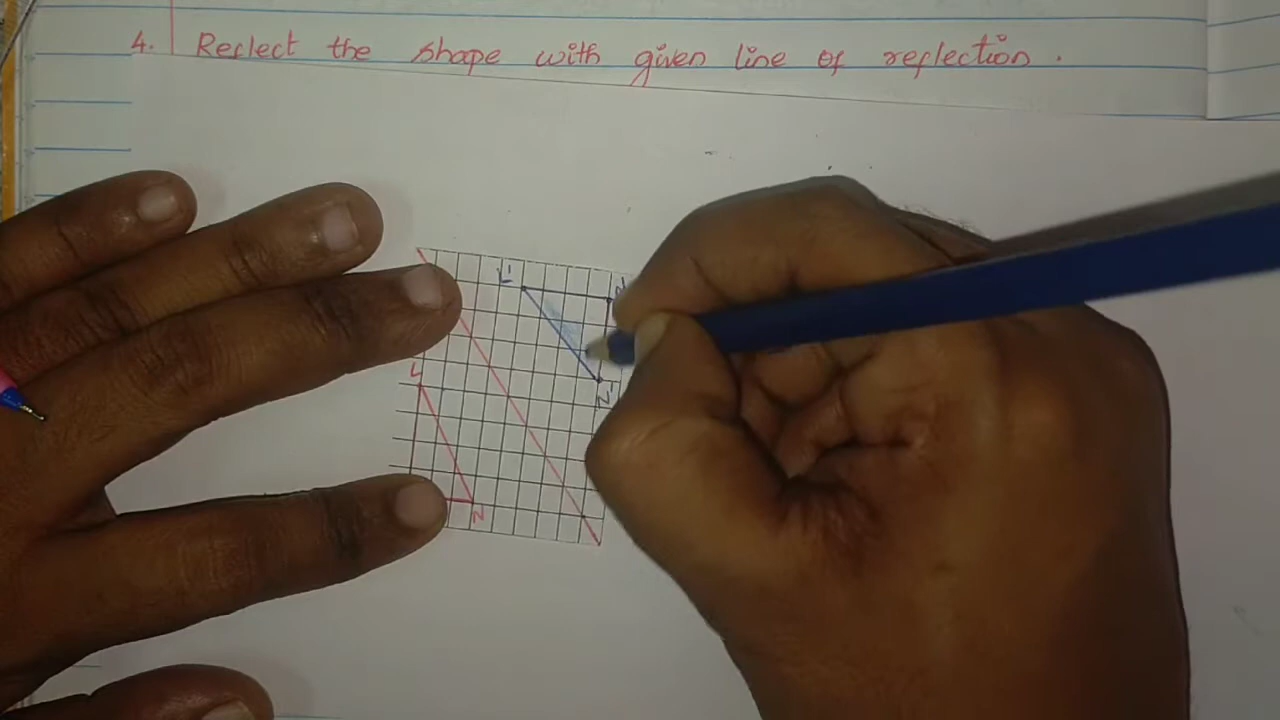 4. Reflect the shape with given line of reflection.
L'
L
N'
N